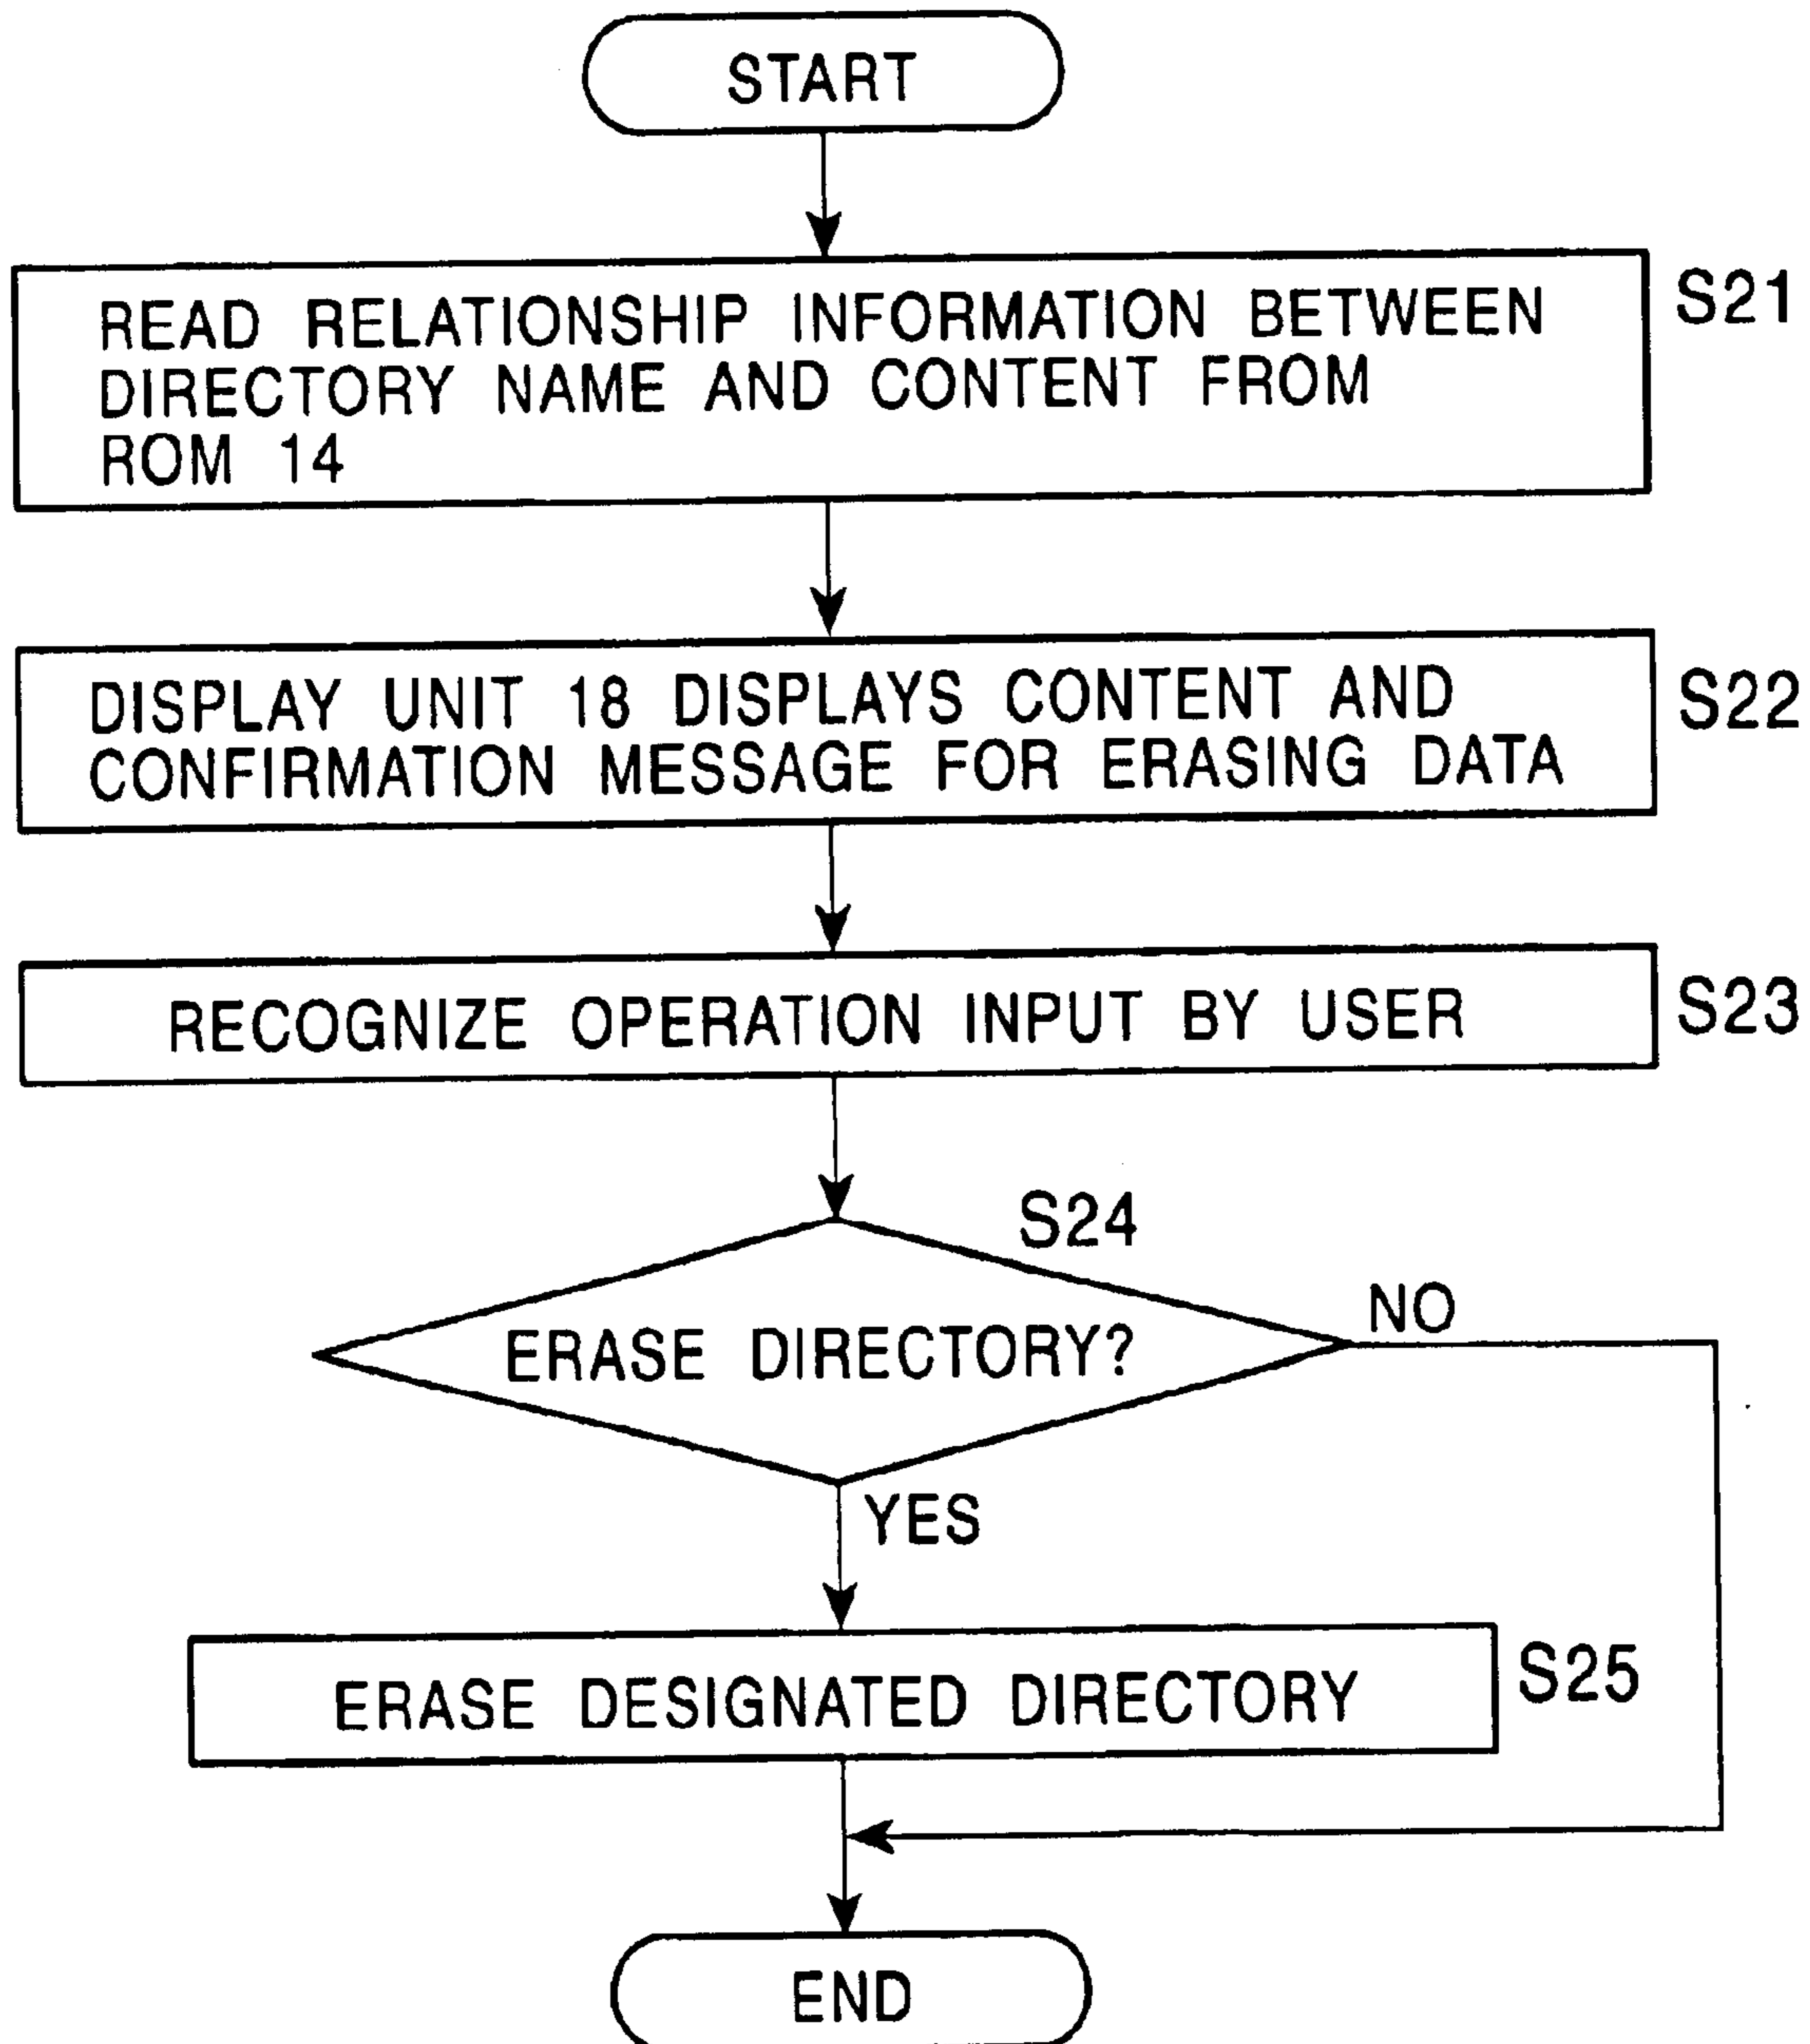 START
READ RELATIONSHIP INFORMATION BETWEEN
DIRECTORY NAME AND CONTENT FROM
ROM 14
S21
DISPLAY UNIT 18 DISPLAYS CONTENT AND
CONFIRMATION MESSAGE FOR ERASING DATA
S22
RECOGNIZE OPERATION INPUT BY USER
S23
S24
ERASE DIRECTORY?
NO
YES
ERASE DESIGNATED DIRECTORY
S25
END